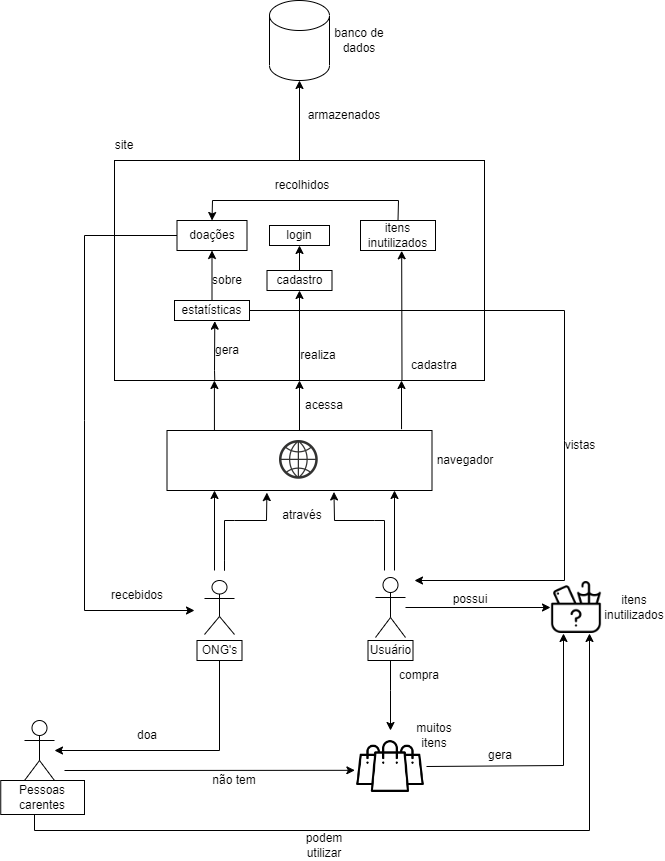 banco de
dados
armazenados
site
recolhidos
doações
login
itens
inutilizados
cadastro
sobre
estatísticas
gera
realiza
cadastra
acessa
vistas
navegador
através
recebidos
possui
itens
inutilizados
?
ONG's
Usuário
compra
muitos
itens
doa
gera
não tem
Pessoas
carentes
podem
utilizar